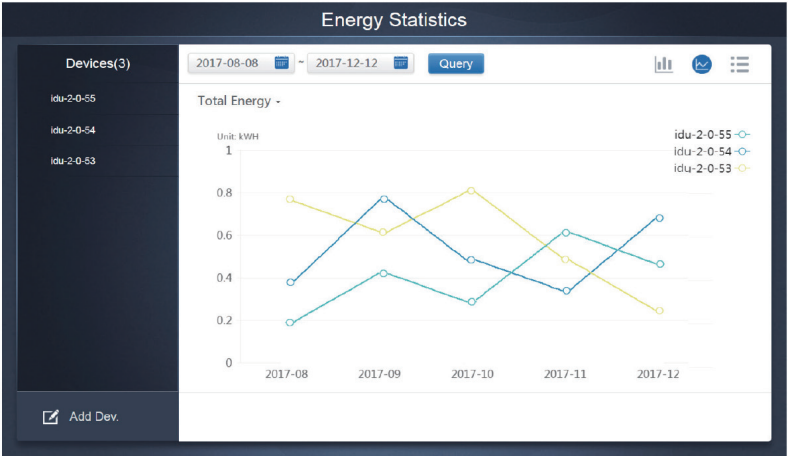 Energy Statistics
Devices(3)
idu-2-0-55
idu-2-0-54
idu-2-0-53
Add Dev.
2017-08-08 ~ 2017-12-12 Query
Total Energy
Unit: kWH
idu-2-0-55
idu-2-0-54
idu-2-0-53
1
0.8
0.6
0.4
0.2
0
2017-08 2017-09 2017-10 2017-11 2017-12